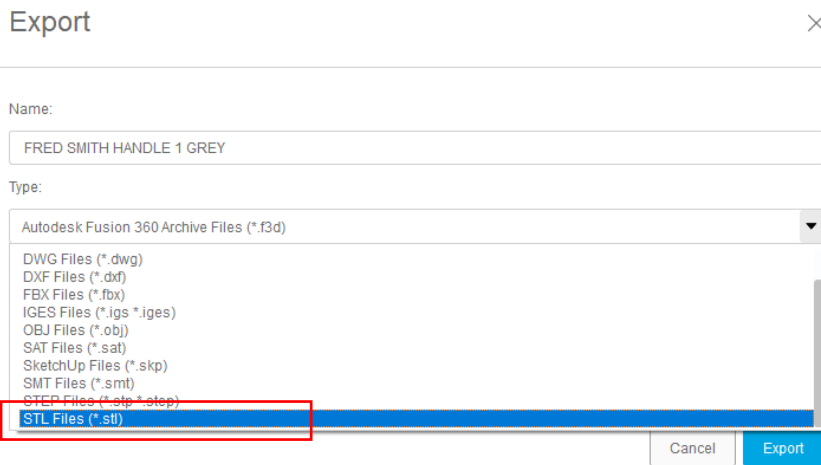 Export
Name:
FRED SMITH HANDLE 1 GREY
Type:
Autodesk Fusion 360 Archive Files (*.f3d)
DWG Files (*.dwg)
DXF Files (*.dxf)
FBX Files (*.fbx)
IGES Files (*.igs *.iges)
OBJ Files (*.obj)
SAT Files (*.sat)
SketchUp Files (*.skp)
SMT Files (*.smt)
STEP Files (*.stp *.step)
STL Files (*.stl)
Cancel Export